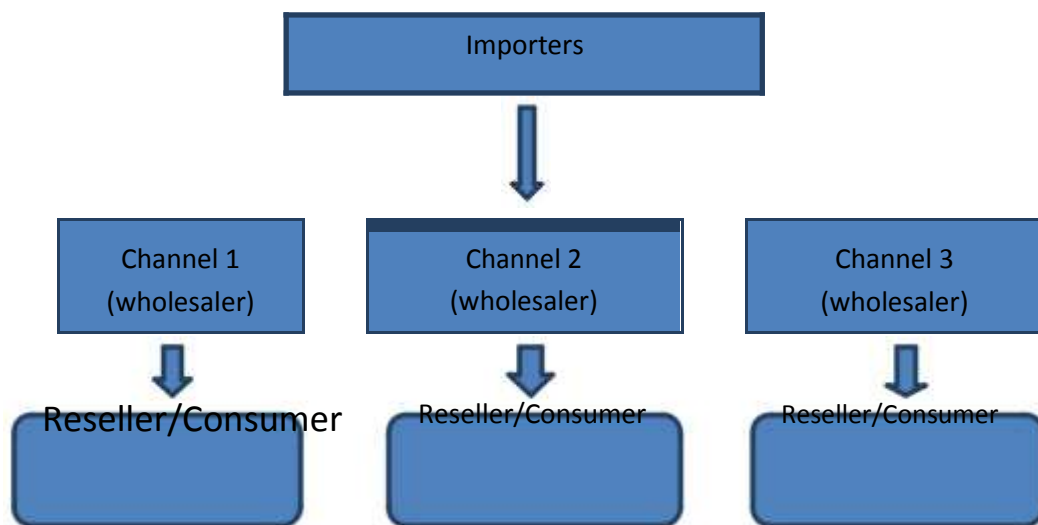 Importers
Channel 1
(wholesaler)
Channel 2
(wholesaler)
Channel 3
(wholesaler)
Reseller/Consumer
Reseller/Consumer
Reseller/Consumer